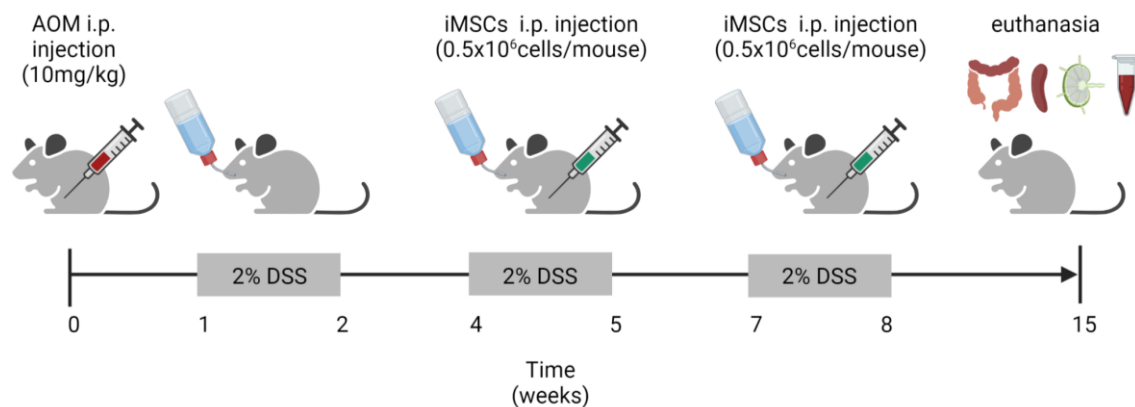 AOM i.p.
injection
(10mg/kg)
iMSCs i.p. injection
(0.5x10⁶cells/mouse)
iMSCs i.p. injection
(0.5x10⁶cells/mouse)
euthanasia
2% DSS
2% DSS
2% DSS
0
1
2
4
5
7
8
15
Time
(weeks)